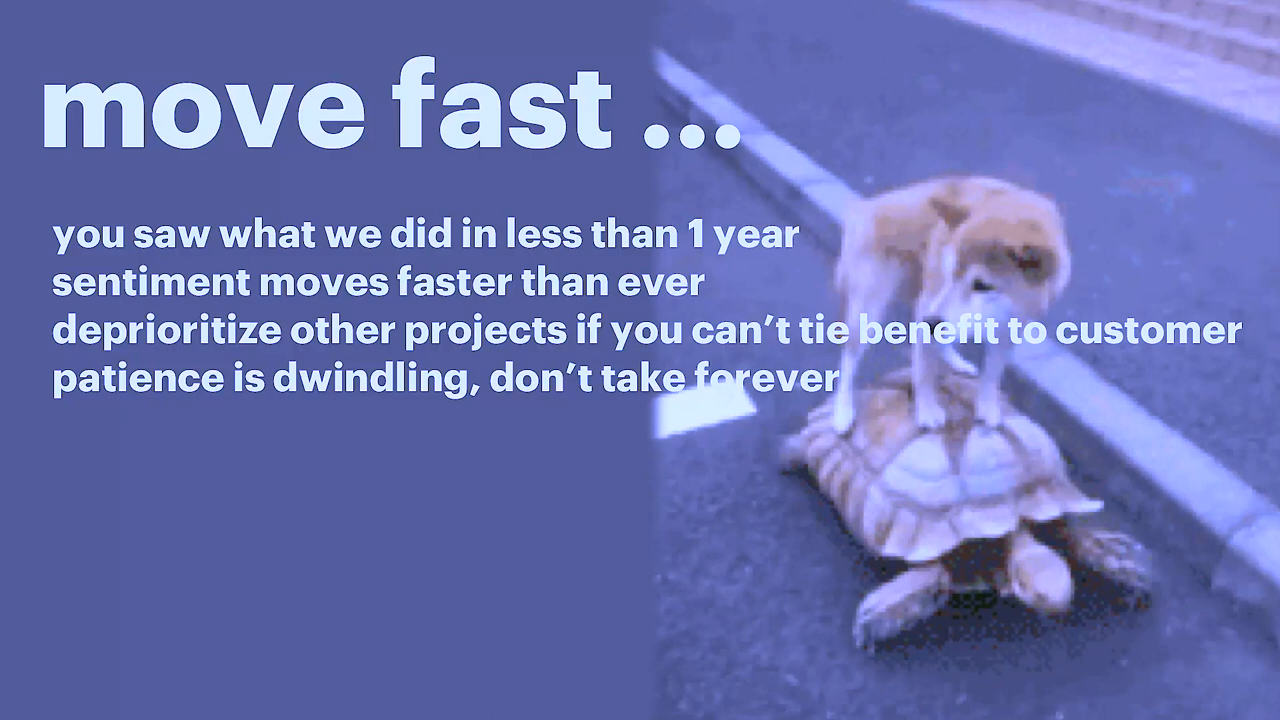 move fast ...
you saw what we did in less than 1 year
sentiment moves faster than ever
deprioritize other projects if you can’t tie benefit to customer
patience is dwindling, don’t take forever